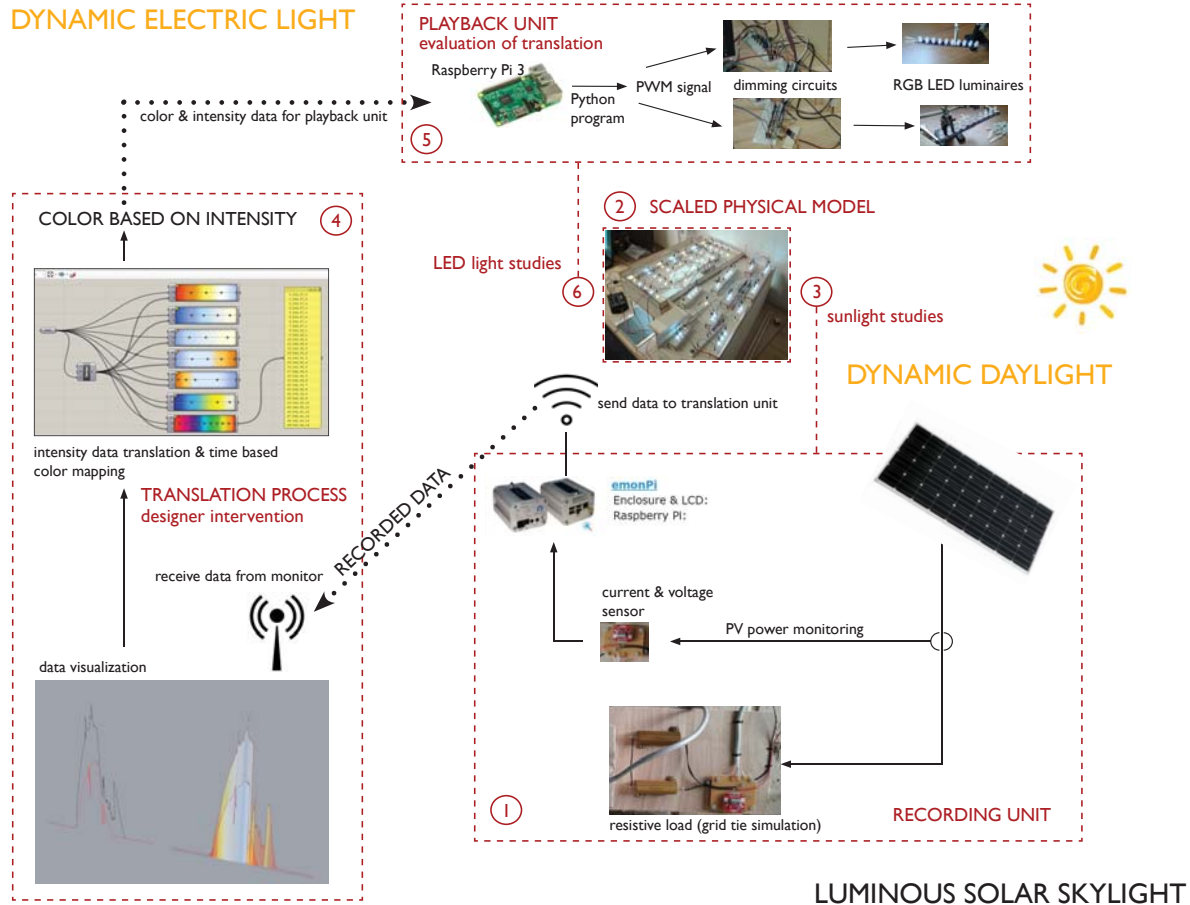 DYNAMIC ELECTRIC LIGHT
PLAYBACK UNIT
evaluation of translation
Raspberry Pi 3
Python
program
PWM signal
dimming circuits
RGB LED luminaires
5
color & intensity data for playback unit
COLOR BASED ON INTENSITY
4
intensity data translation & time based
color mapping
TRANSLATION PROCESS
designer intervention
receive data from monitor
data visualization
2
SCALED PHYSICAL MODEL
LED light studies
6
3
sunlight studies
DYNAMIC DAYLIGHT
send data to translation unit
RECORDED DATA
emonPi
Enclosure & LCD:
Raspberry Pi:
current & voltage
sensor
PV power monitoring
1
resistive load (grid tie simulation)
RECORDING UNIT
LUMINOUS SOLAR SKYLIGHT